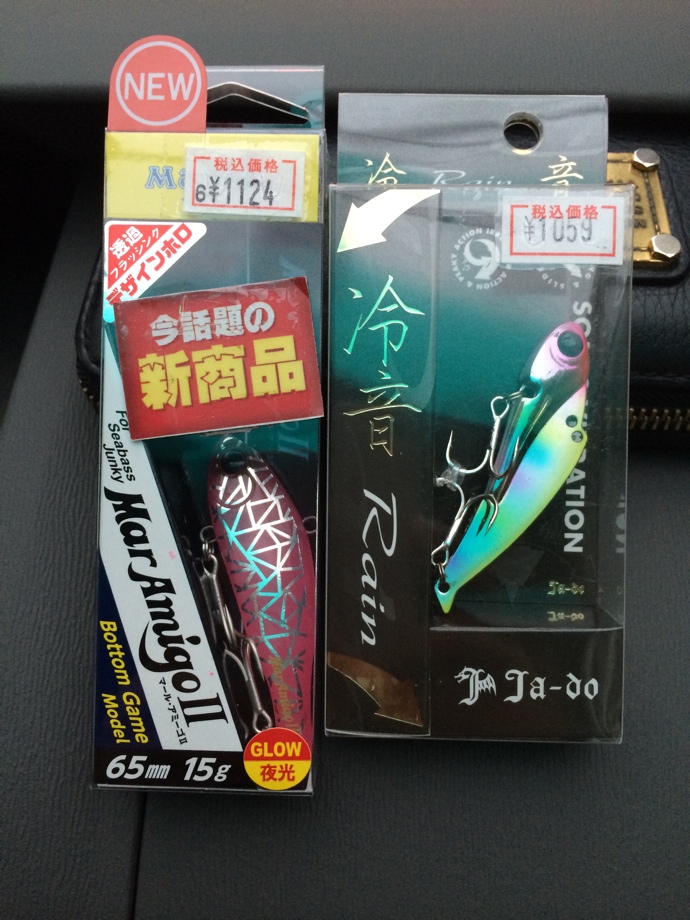 NEW
Ma
税込価格
6¥1124
透過
フラッシング
デザインホロ
今話題の
新商品
For
Seabass
Junky
MarAmigoII
マール・アミーゴII
Bottom Game
Model
65mm 15g
GLOW
夜光
冷 Rain 音
税込価格
¥1059
冷音 Rain
Ja-do